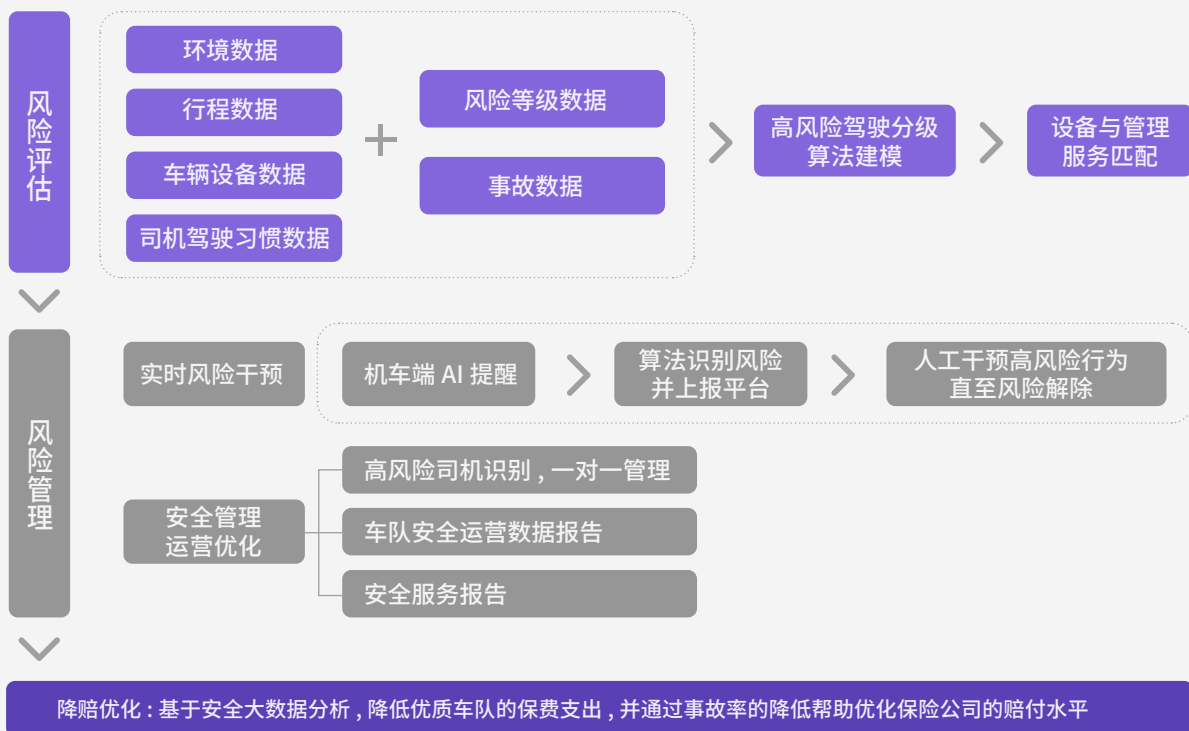 风险评估
环境数据
行程数据
车辆设备数据
司机驾驶习惯数据
风险等级数据
事故数据
高风险驾驶分级
算法建模
设备与管理
服务匹配
风险管理
实时风险干预
机车端 AI 提醒
算法识别风险
并上报平台
人工干预高风险行为
直至风险解除
安全管理
运营优化
高风险司机识别 , 一对一管理
车队安全运营数据报告
安全服务报告
降赔优化 : 基于安全大数据分析 , 降低优质车队的保费支出 , 并通过事故率的降低帮助优化保险公司的赔付水平